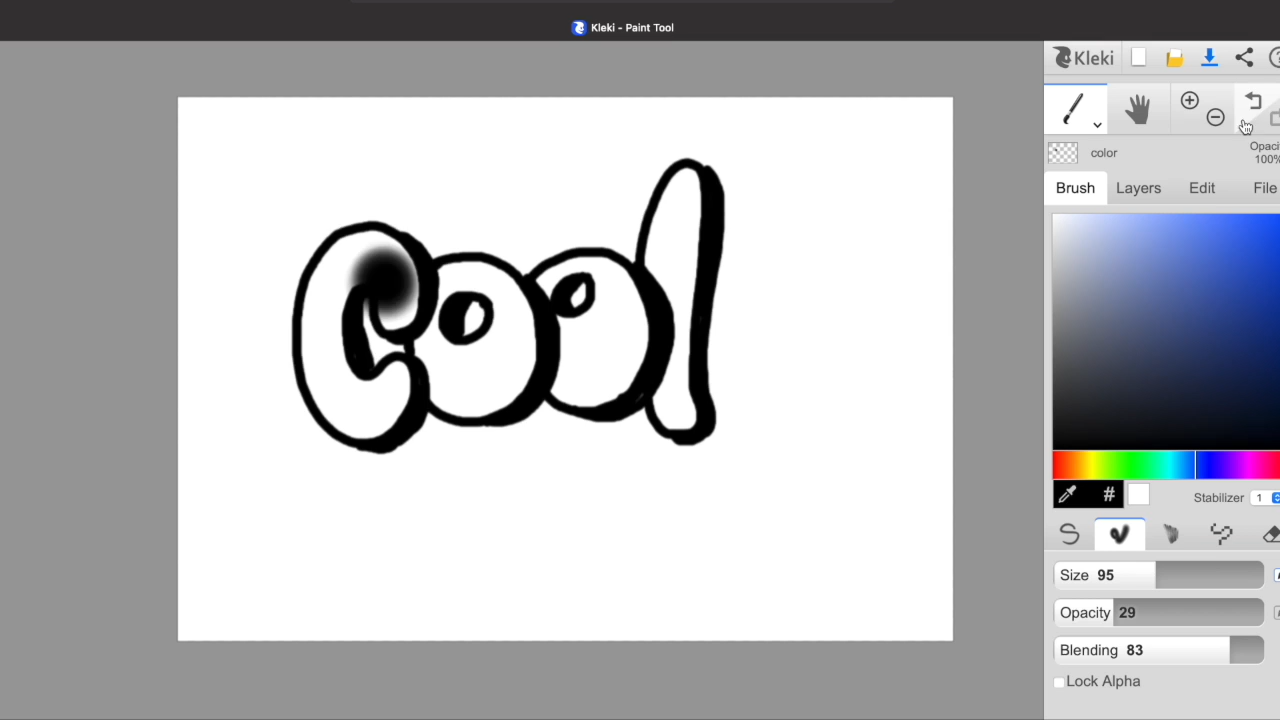 Kleki - Paint Tool
Kleki
color
Opaci
100%
Brush Layers Edit File
Cool
# Stabilizer 1
Size 95
Opacity 29
Blending 83
Lock Alpha